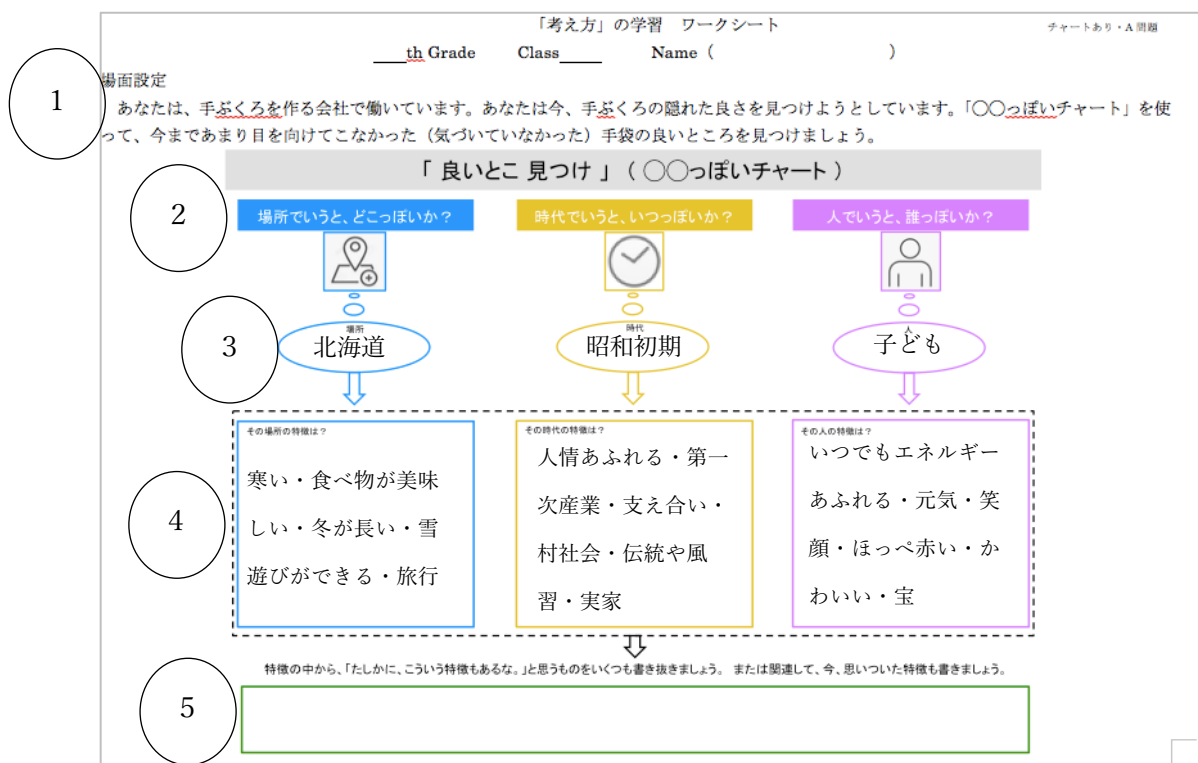 「考え方」の学習　ワークシート
チャートあり・A 問題
____th Grade　Class____　Name（　　　　　　　　）
1
場面設定
あなたは、手ぶくろを作る会社で働いています。あなたは今、手ぶくろの隠れた良さを見つけようとしています。「〇〇っぽいチャート」を使
って、今まであまり目を向けてこなかった（気づいていなかった）手袋の良いところを見つけましょう。
「 良いとこ 見つけ 」（ 〇〇っぽいチャート ）
2
場所でいうと、どこっぽいか？
時代でいうと、いつっぽいか？
人でいうと、誰っぽいか？
3
場所
北海道
時代
昭和初期
人
子ども
4
その場所の特徴は？
寒い・食べ物が美味
しい・冬が長い・雪
遊びができる・旅行
その時代の特徴は？
人情あふれる・第一
次産業・支え合い・
村社会・伝統や風
習・実家
その人の特徴は？
いつでもエネルギー
あふれる・元気・笑
顔・ほっぺ赤い・か
わいい・宝
特徴の中から、「たしかに、こういう特徴もあるな。」と思うものをいくつも書き抜きましょう。 または関連して、今、思いついた特徴も書きましょう。
5